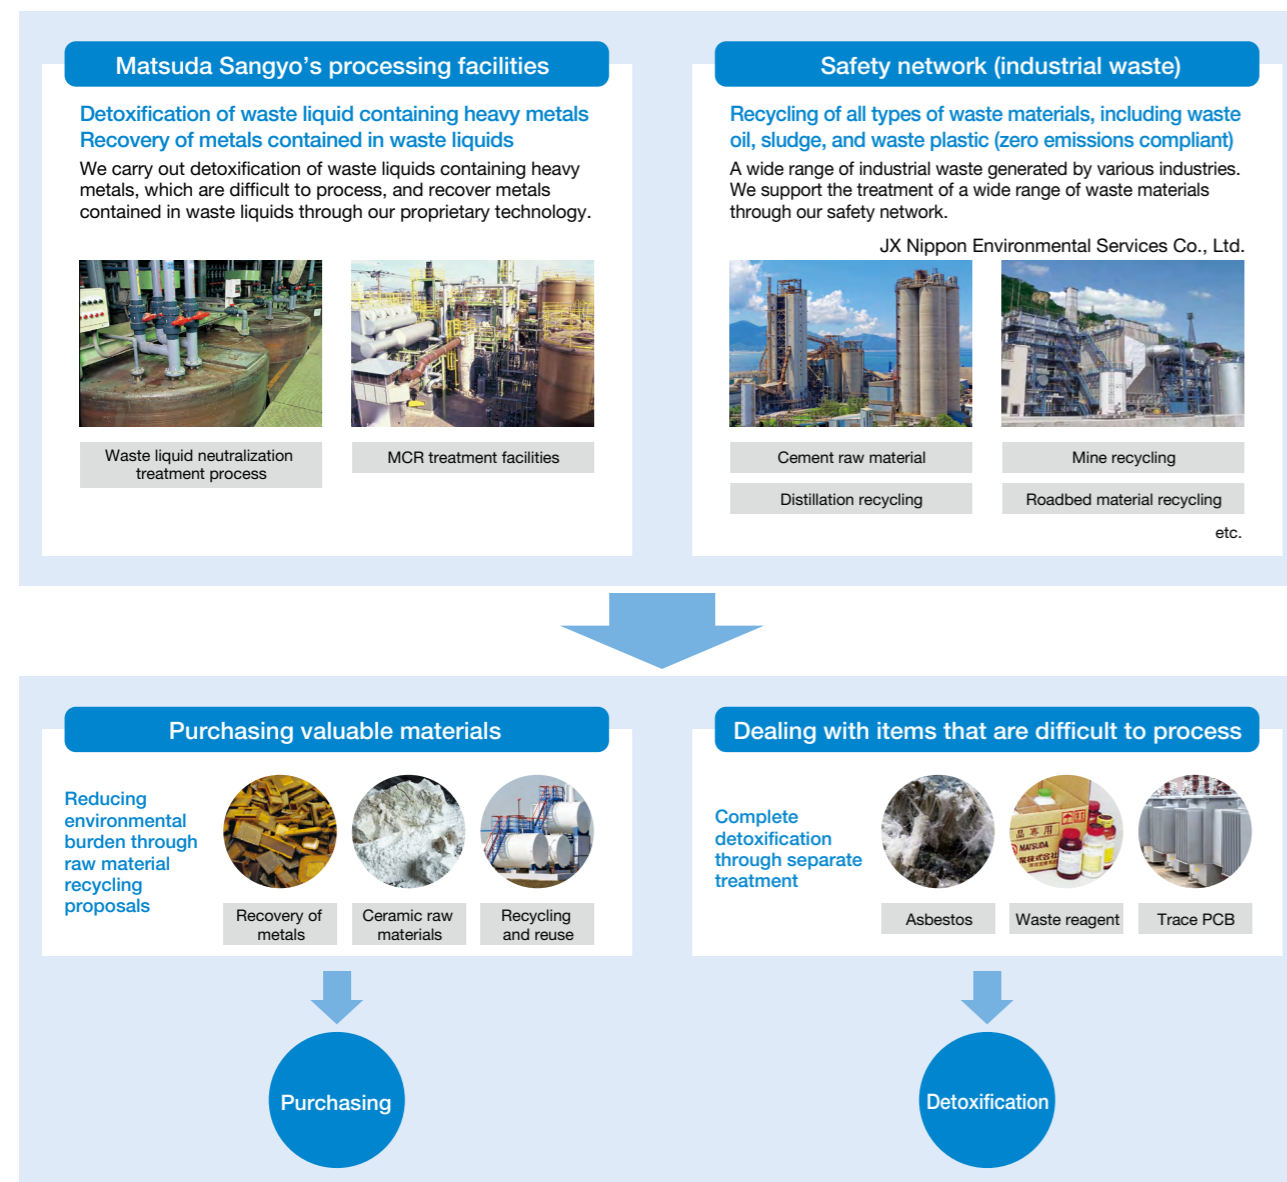 Matsuda Sangyo's processing facilities
Detoxification of waste liquid containing heavy metals
Recovery of metals contained in waste liquids
We carry out detoxification of waste liquids containing heavy
metals, which are difficult to process, and recover metals
contained in waste liquids through our proprietary technology.
Waste liquid neutralization
treatment process
MCR treatment facilities
Safety network (industrial waste)
Recycling of all types of waste materials, including waste
oil, sludge, and waste plastic (zero emissions compliant)
A wide range of industrial waste generated by various industries.
We support the treatment of a wide range of waste materials
through our safety network.
JX Nippon Environmental Services Co., Ltd.
Cement raw material
Mine recycling
Distillation recycling
Roadbed material recycling
etc.
Purchasing valuable materials
Reducing
environmental
burden through
raw material
recycling
proposals
Recovery of
metals
Ceramic raw
materials
Recycling
and reuse
Purchasing
Dealing with items that are difficult to process
Complete
detoxification
through separate
treatment
MATSUDA
Asbestos
Waste reagent
Trace PCB
Detoxification